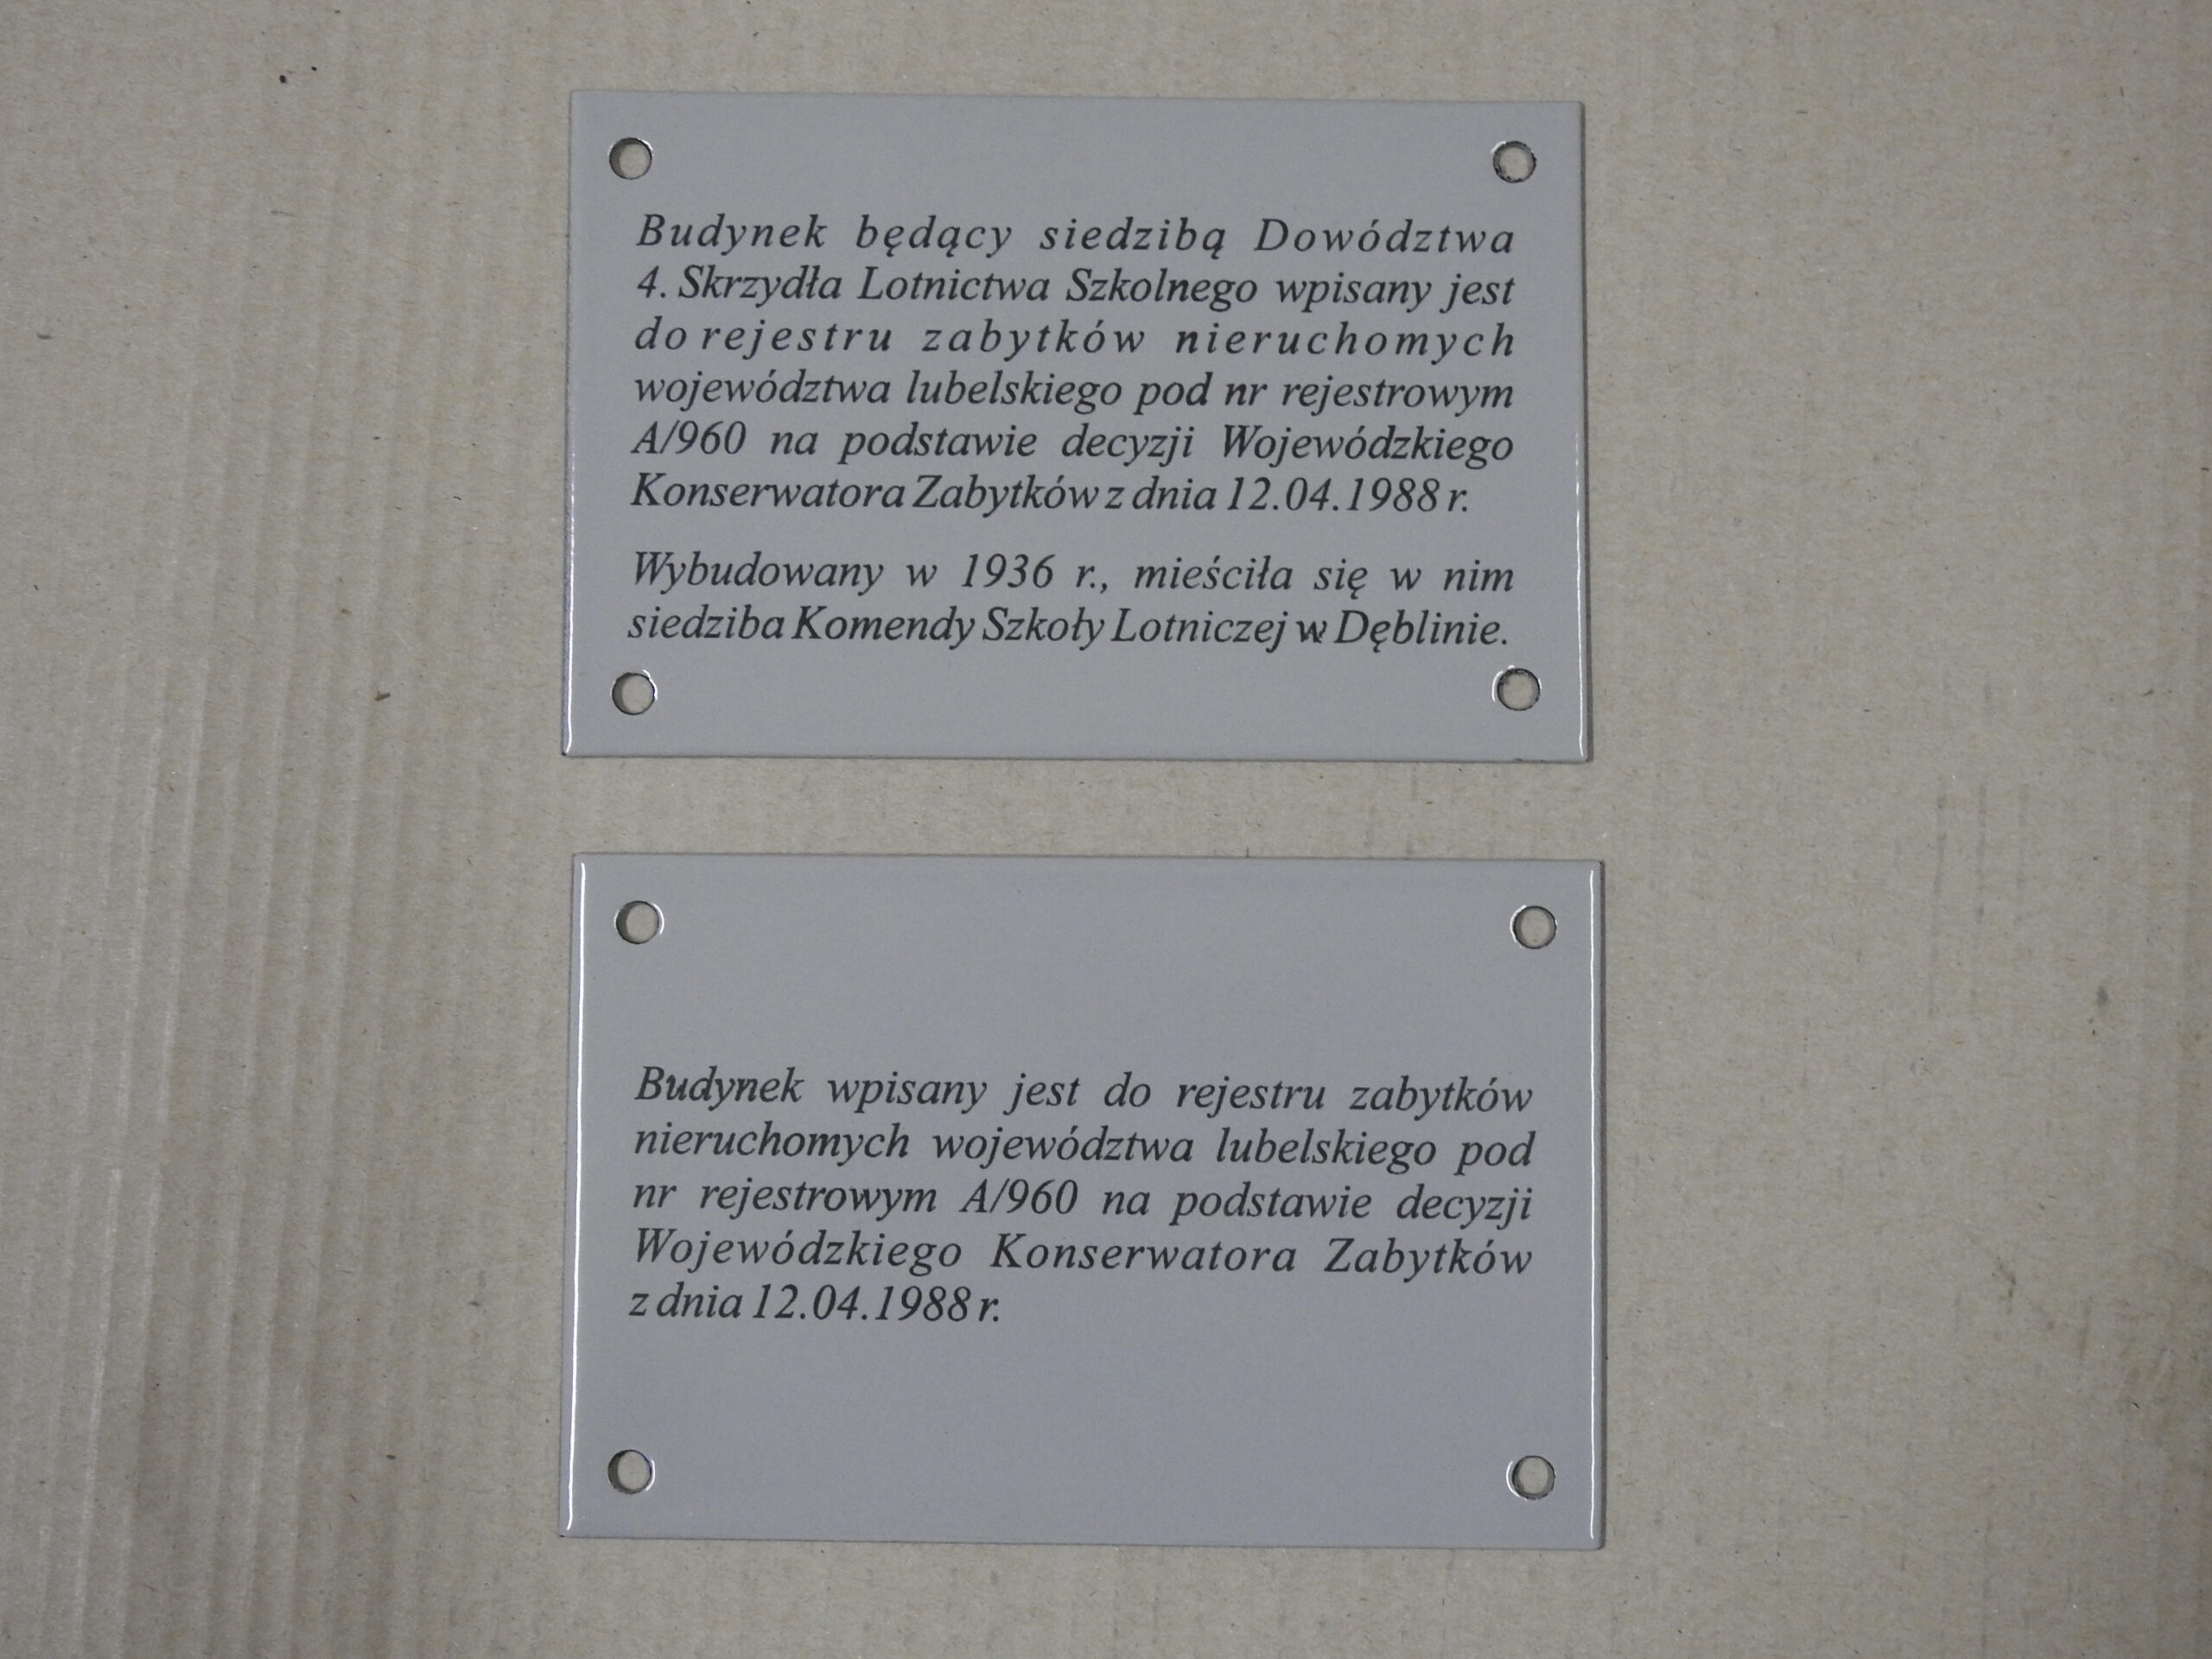 Budynek będący siedzibą Dowództwa
4. Skrzydła Lotnictwa Szkolnego wpisany jest
do rejestru zabytków nieruchomych
województwa lubelskiego pod nr rejestrowym
A/960 na podstawie decyzji Wojewódzkiego
Konserwatora Zabytków z dnia 12.04.1988 r.
Wybudowany w 1936 r., mieściła się w nim
siedziba Komendy Szkoły Lotniczej w Dęblinie.
Budynek wpisany jest do rejestru zabytków
nieruchomych województwa lubelskiego pod
nr rejestrowym A/960 na podstawie decyzji
Wojewódzkiego Konserwatora Zabytków
z dnia 12.04.1988 r.